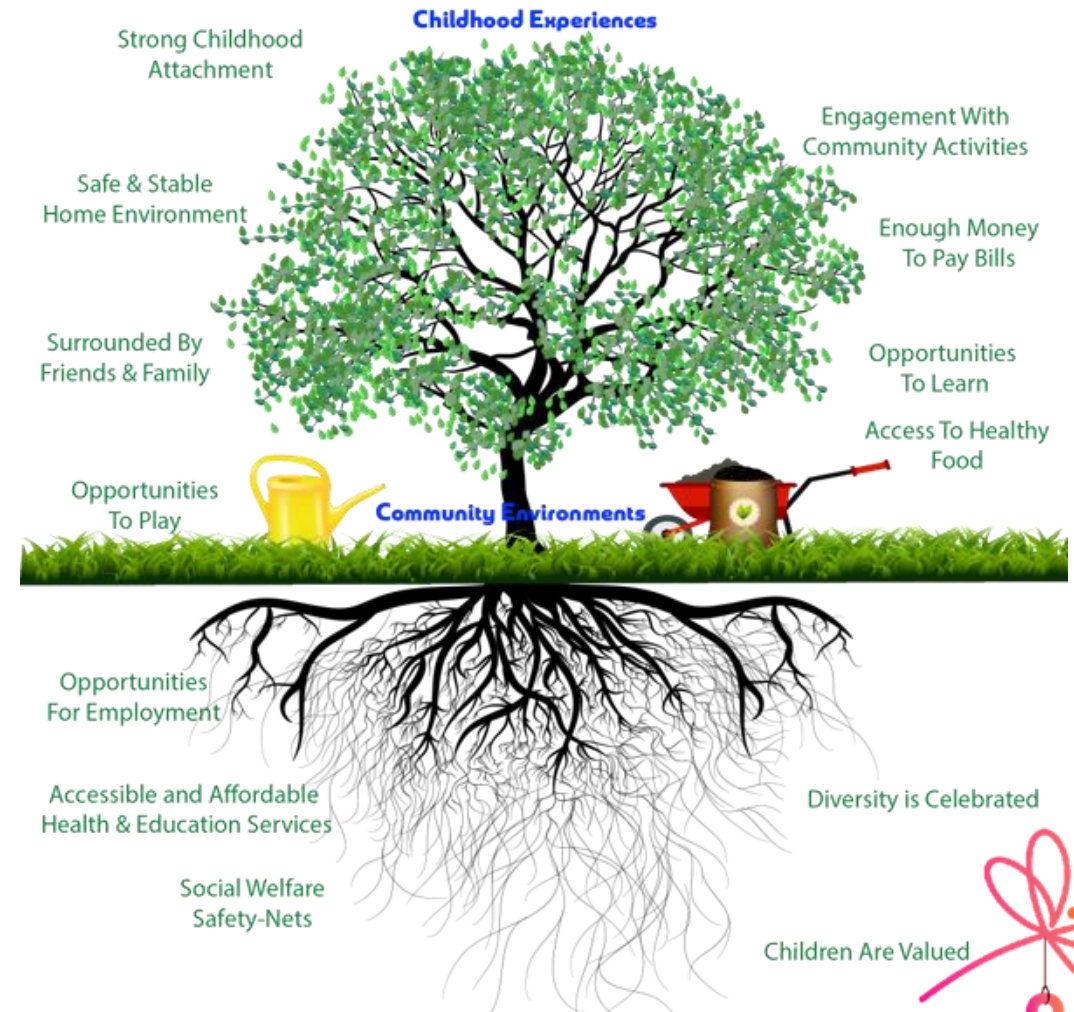 Childhood Experiences
Strong Childhood
Attachment
Engagement With
Community Activities
Safe & Stable
Home Environment
Enough Money
To Pay Bills
Surrounded By
Friends & Family
Opportunities
To Learn
Access To Healthy
Food
Opportunities
To Play
Community Environments
Opportunities
For Employment
Accessible and Affordable
Health & Education Services
Diversity is Celebrated
Social Welfare
Safety-Nets
Children Are Valued